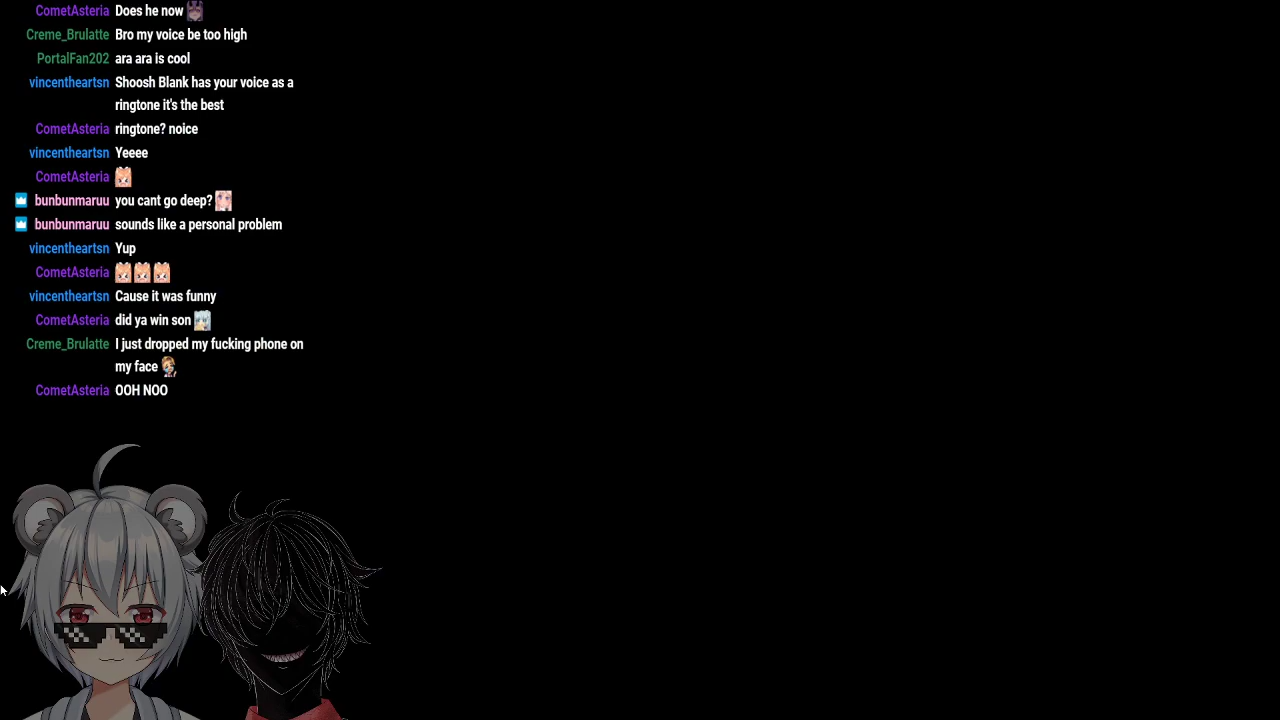 CometAsteria Does he now
Creme_Brulatte Bro my voice be too high
PortalFan202 ara ara is cool
vincentheartsn Shoosh Blank has your voice as a
ringtone it's the best
CometAsteria ringtone? noice
vincentheartsn Yeeee
CometAsteria
bunbunmaruu you cant go deep?
bunbunmaruu sounds like a personal problem
vincentheartsn Yup
CometAsteria
vincentheartsn Cause it was funny
CometAsteria did ya win son
Creme_Brulatte I just dropped my fucking phone on
my face
CometAsteria OOH NOO